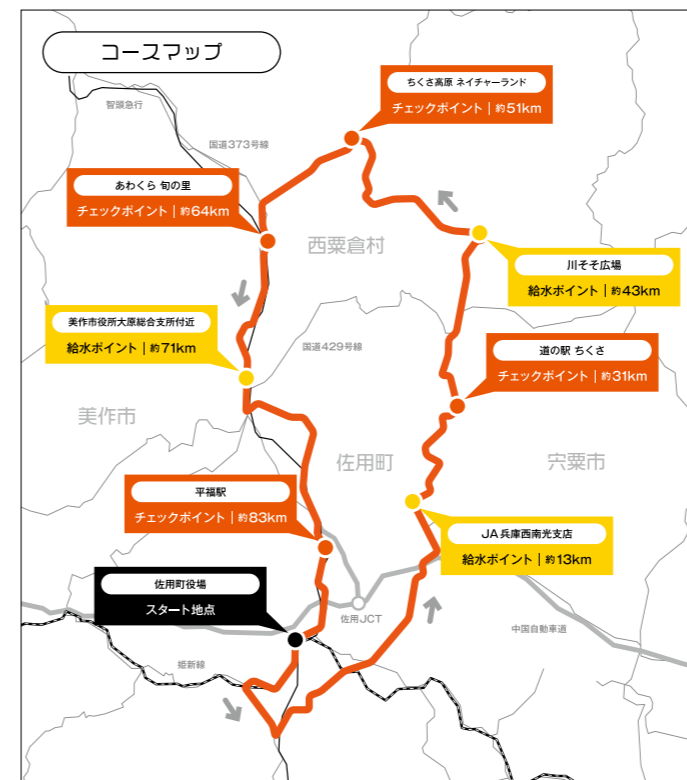 コースマップ
ちくさ高原 ネイチャーランド
チェックポイント｜約51km
智頭急行
国道373号線
あわくら 旬の里
チェックポイント｜約64km
西粟倉村
川そそ広場
給水ポイント｜約43km
美作市役所大原総合支所付近
給水ポイント｜約71km
国道429号線
道の駅 ちくさ
チェックポイント｜約31km
美作市
佐用町
宍粟市
平福駅
チェックポイント｜約83km
JA兵庫西南光支店
給水ポイント｜約13km
佐用町役場
スタート地点
佐用JCT
中国自動車道
姫新線